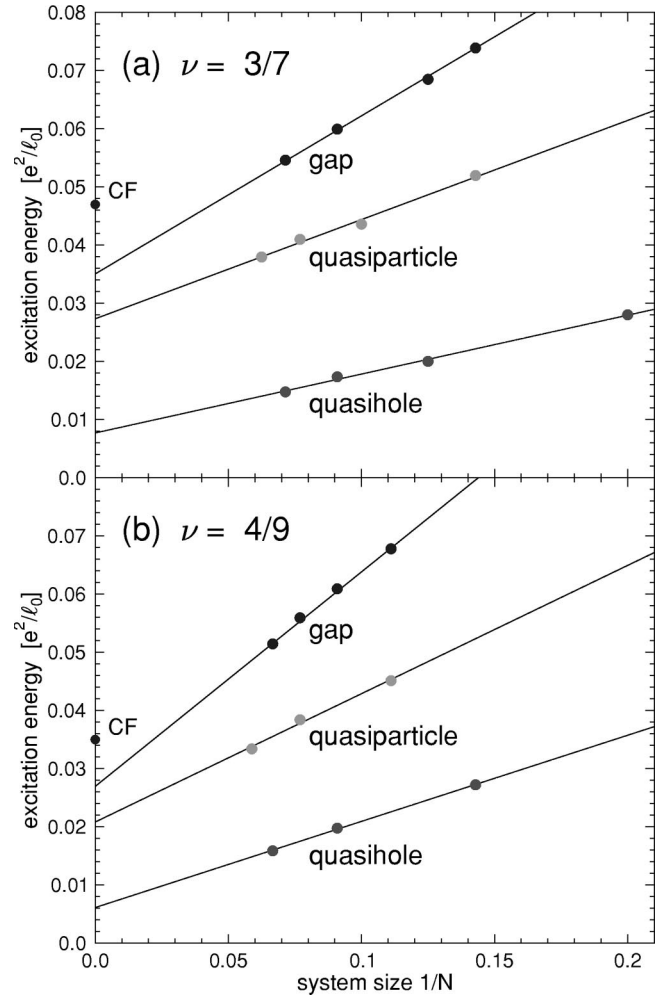 0.08
(a) ν = 3/7
0.07
0.06
gap
0.05
CF
0.04
quasiparticle
0.03
0.02
quasihole
0.01
0.0
excitation energy [e²/ℓ₀]
(b) ν = 4/9
0.07
0.06
gap
0.05
0.04
CF
quasiparticle
0.03
0.02
quasihole
0.01
0.0
excitation energy [e²/ℓ₀]
0.0 0.05 0.1 0.15 0.2
system size 1/N